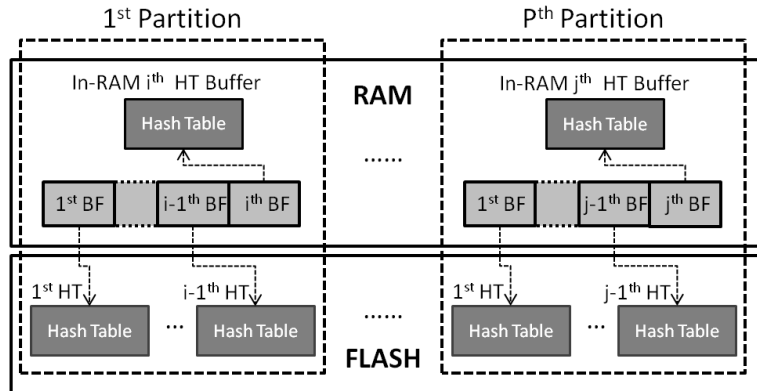 1st Partition
Pth Partition
In-RAM ith HT Buffer
RAM
In-RAM jth HT Buffer
Hash Table
......
Hash Table
1st BF
i-1th BF
ith BF
1st BF
j-1th BF
jth BF
1st HT
i-1th HT
......
1st HT
j-1th HT
Hash Table
...
Hash Table
Hash Table
...
Hash Table
FLASH